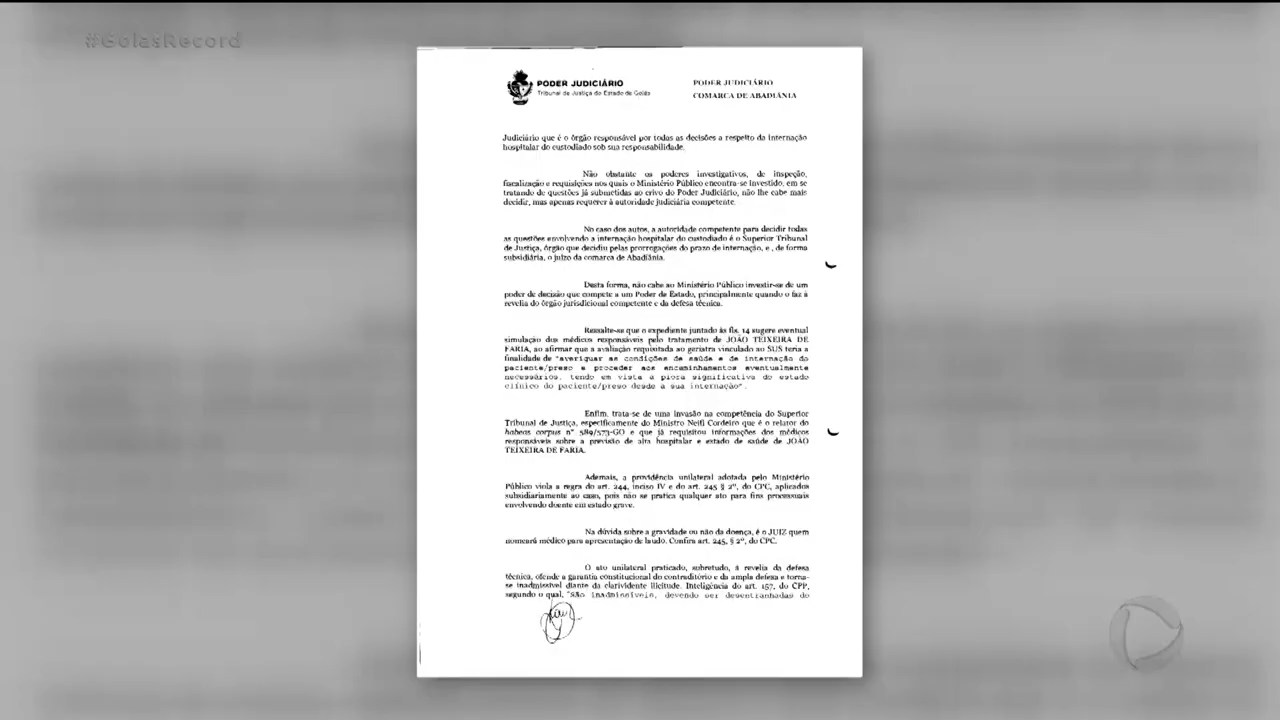 #GoiásRecord
PODER JUDICIÁRIO
Tribunal de Justiça do Estado de Goiás
PODER JUDICIÁRIO
COMARCA DE ABADIÂNIA
Judiciário que é o órgão responsável por todas as decisões a respeito da internação
hospitalar do custodiado sob sua responsabilidade.
Não obstante os poderes investigativos, de inspeção,
fiscalização e requisições nos quais o Ministério Público encontra-se investido, em se
tratando de questões já submetidas ao crivo do Poder Judiciário, não lhe cabe mais
decidir, mas apenas requerer à autoridade judiciária competente.
No caso dos autos, a autoridade competente para decidir todas
as questões envolvendo a internação hospitalar do custodiado é o Superior Tribunal
de Justiça, órgão que decidiu pelas prorrogações do prazo de internação, e , de forma
subsidiária, o juízo da comarca de Abadiânia.
Desta forma, não cabe ao Ministério Público investir-se de um
poder de decisão que compete a um Poder de Estado, principalmente quando o faz à
revelia do órgão jurisdicional competente e da defesa técnica.
Ressalte-se que o expediente juntado às fls. 14 sugere eventual
simulação dos médicos responsáveis pelo tratamento de JOÃO TEIXEIRA DE
FARIA, ao afirmar que a avaliação requisitada ao geriatra vinculado ao SUS teria a
finalidade de "averiguar as condições de saúde e de internação do
paciente/preso e proceder aos encaminhamentos eventualmente
necessários, tendo em vista a piora significativa do estado
clínico do paciente/preso desde a sua internação".
Enfim, trata-se de uma invasão na competência do Superior
Tribunal de Justiça, especificamente do Ministro Neifi Cordeiro que é o relator do
habeas corpus nº 589/573-GO e que já requisitou informações dos médicos
responsáveis sobre a previsão de alta hospitalar e estado de saúde de JOÃO
TEIXEIRA DE FARIA.
Ademais, a providência unilateral adotada pelo Ministério
Público viola a regra do art. 244, inciso IV e do art. 245 § 2º, do CPC, aplicados
subsidiariamente ao caso, pois não se pratica qualquer ato para fins processuais
envolvendo doente em estado grave.
Na dúvida sobre a gravidade ou não da doença, é o JUIZ quem
nomeará médico para apresentação de laudo. Confira art. 245, § 2º, do CPC.
O ato unilateral praticado, sobretudo, à revelia da defesa
técnica, ofende a garantia constitucional do contraditório e da ampla defesa e torna-
se inadmissível diante da clarividente ilicitude. Inteligência do art. 157, do CPP,
segundo o qual, "São inadmissíveis, devendo ser desentranhadas do